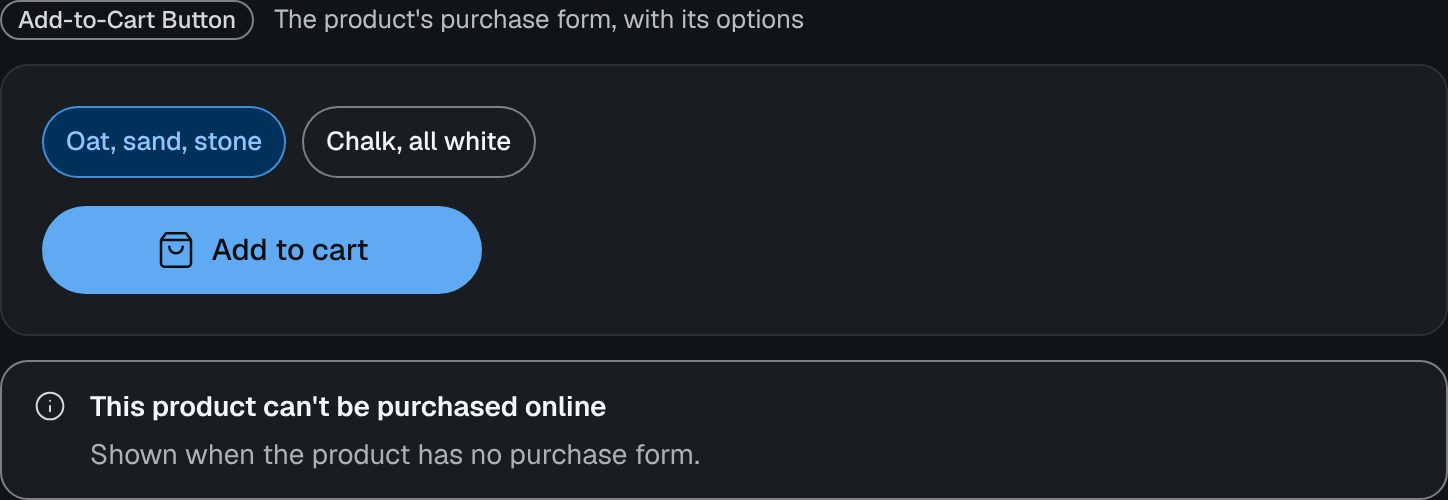 Add-to-Cart Button The product's purchase form, with its options
Oat, sand, stone Chalk, all white
Add to cart
This product can't be purchased online
Shown when the product has no purchase form.